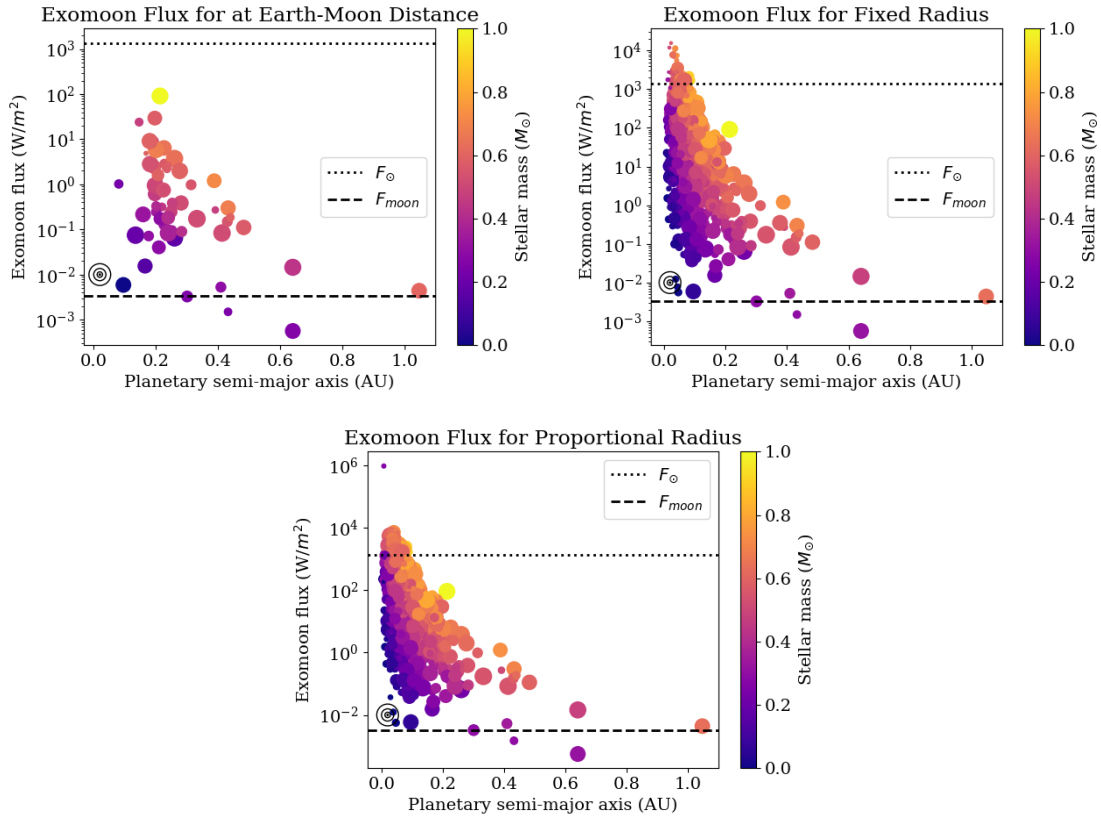 Exomoon Flux for at Earth-Moon Distance
Exomoon flux (W/m²)
10³
10²
10¹
10⁰
10⁻¹
10⁻²
10⁻³
F⊙
F_moon
0.0 0.2 0.4 0.6 0.8 1.0
Planetary semi-major axis (AU)
1.0
0.8
0.6
0.4
0.2
0.0
Stellar mass (M⊙)
Exomoon Flux for Fixed Radius
Exomoon flux (W/m²)
10⁴
10³
10²
10¹
10⁰
10⁻¹
10⁻²
10⁻³
F⊙
F_moon
0.0 0.2 0.4 0.6 0.8 1.0
Planetary semi-major axis (AU)
1.0
0.8
0.6
0.4
0.2
0.0
Stellar mass (M⊙)
Exomoon Flux for Proportional Radius
Exomoon flux (W/m²)
10⁶
10⁴
10²
10⁰
10⁻²
F⊙
F_moon
0.0 0.2 0.4 0.6 0.8 1.0
Planetary semi-major axis (AU)
1.0
0.8
0.6
0.4
0.2
0.0
Stellar mass (M⊙)